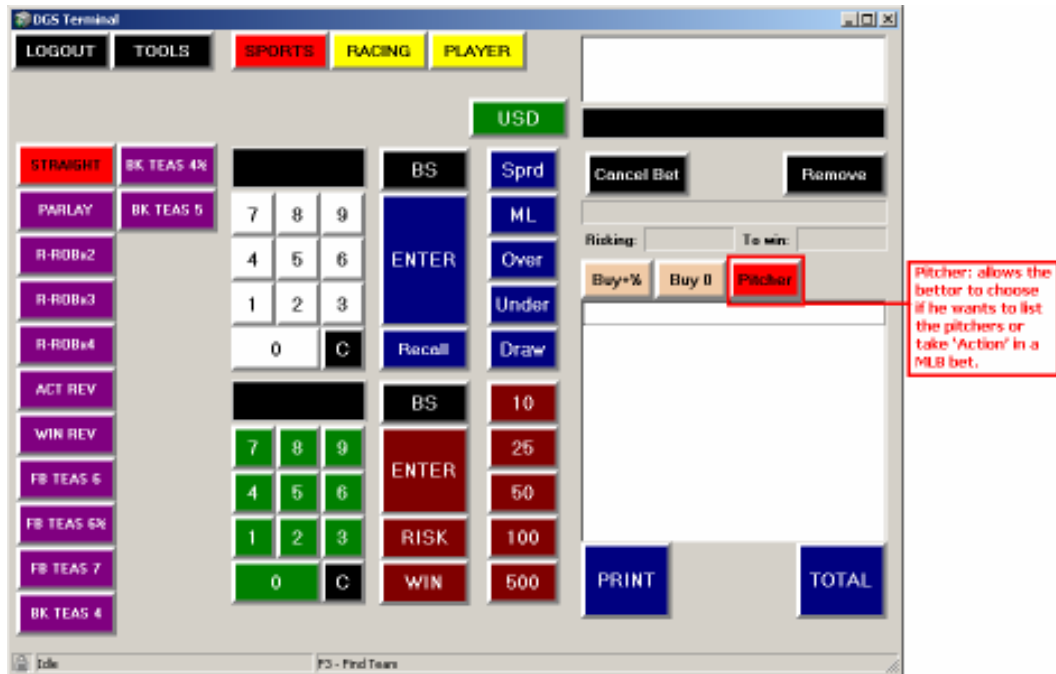 DGS Terminal
LOGOUT TOOLS SPORTS RACING PLAYER
USD
STRAIGHT BK TEAS 4½ BS Sprd Cancel Bet Remove
PARLAY BK TEAS 5 7 8 9 ENTER ML
Risking: To win:
R-ROBx2 4 5 6 Over
Buy+½ Buy 0 Pitcher
R-ROBx3 1 2 3 Under
R-ROBx4 0 C Recall Draw
ACT REV BS 10
WIN REV 7 8 9 ENTER 25
FB TEAS 6 4 5 6 50
FB TEAS 6½ 1 2 3 RISK 100
FB TEAS 7 0 C WIN 500 PRINT TOTAL
BK TEAS 4
Idle F3 - Find Team
Pitcher: allows the
bettor to choose
if he wants to list
the pitchers or
take 'Action' in a
MLB bet.